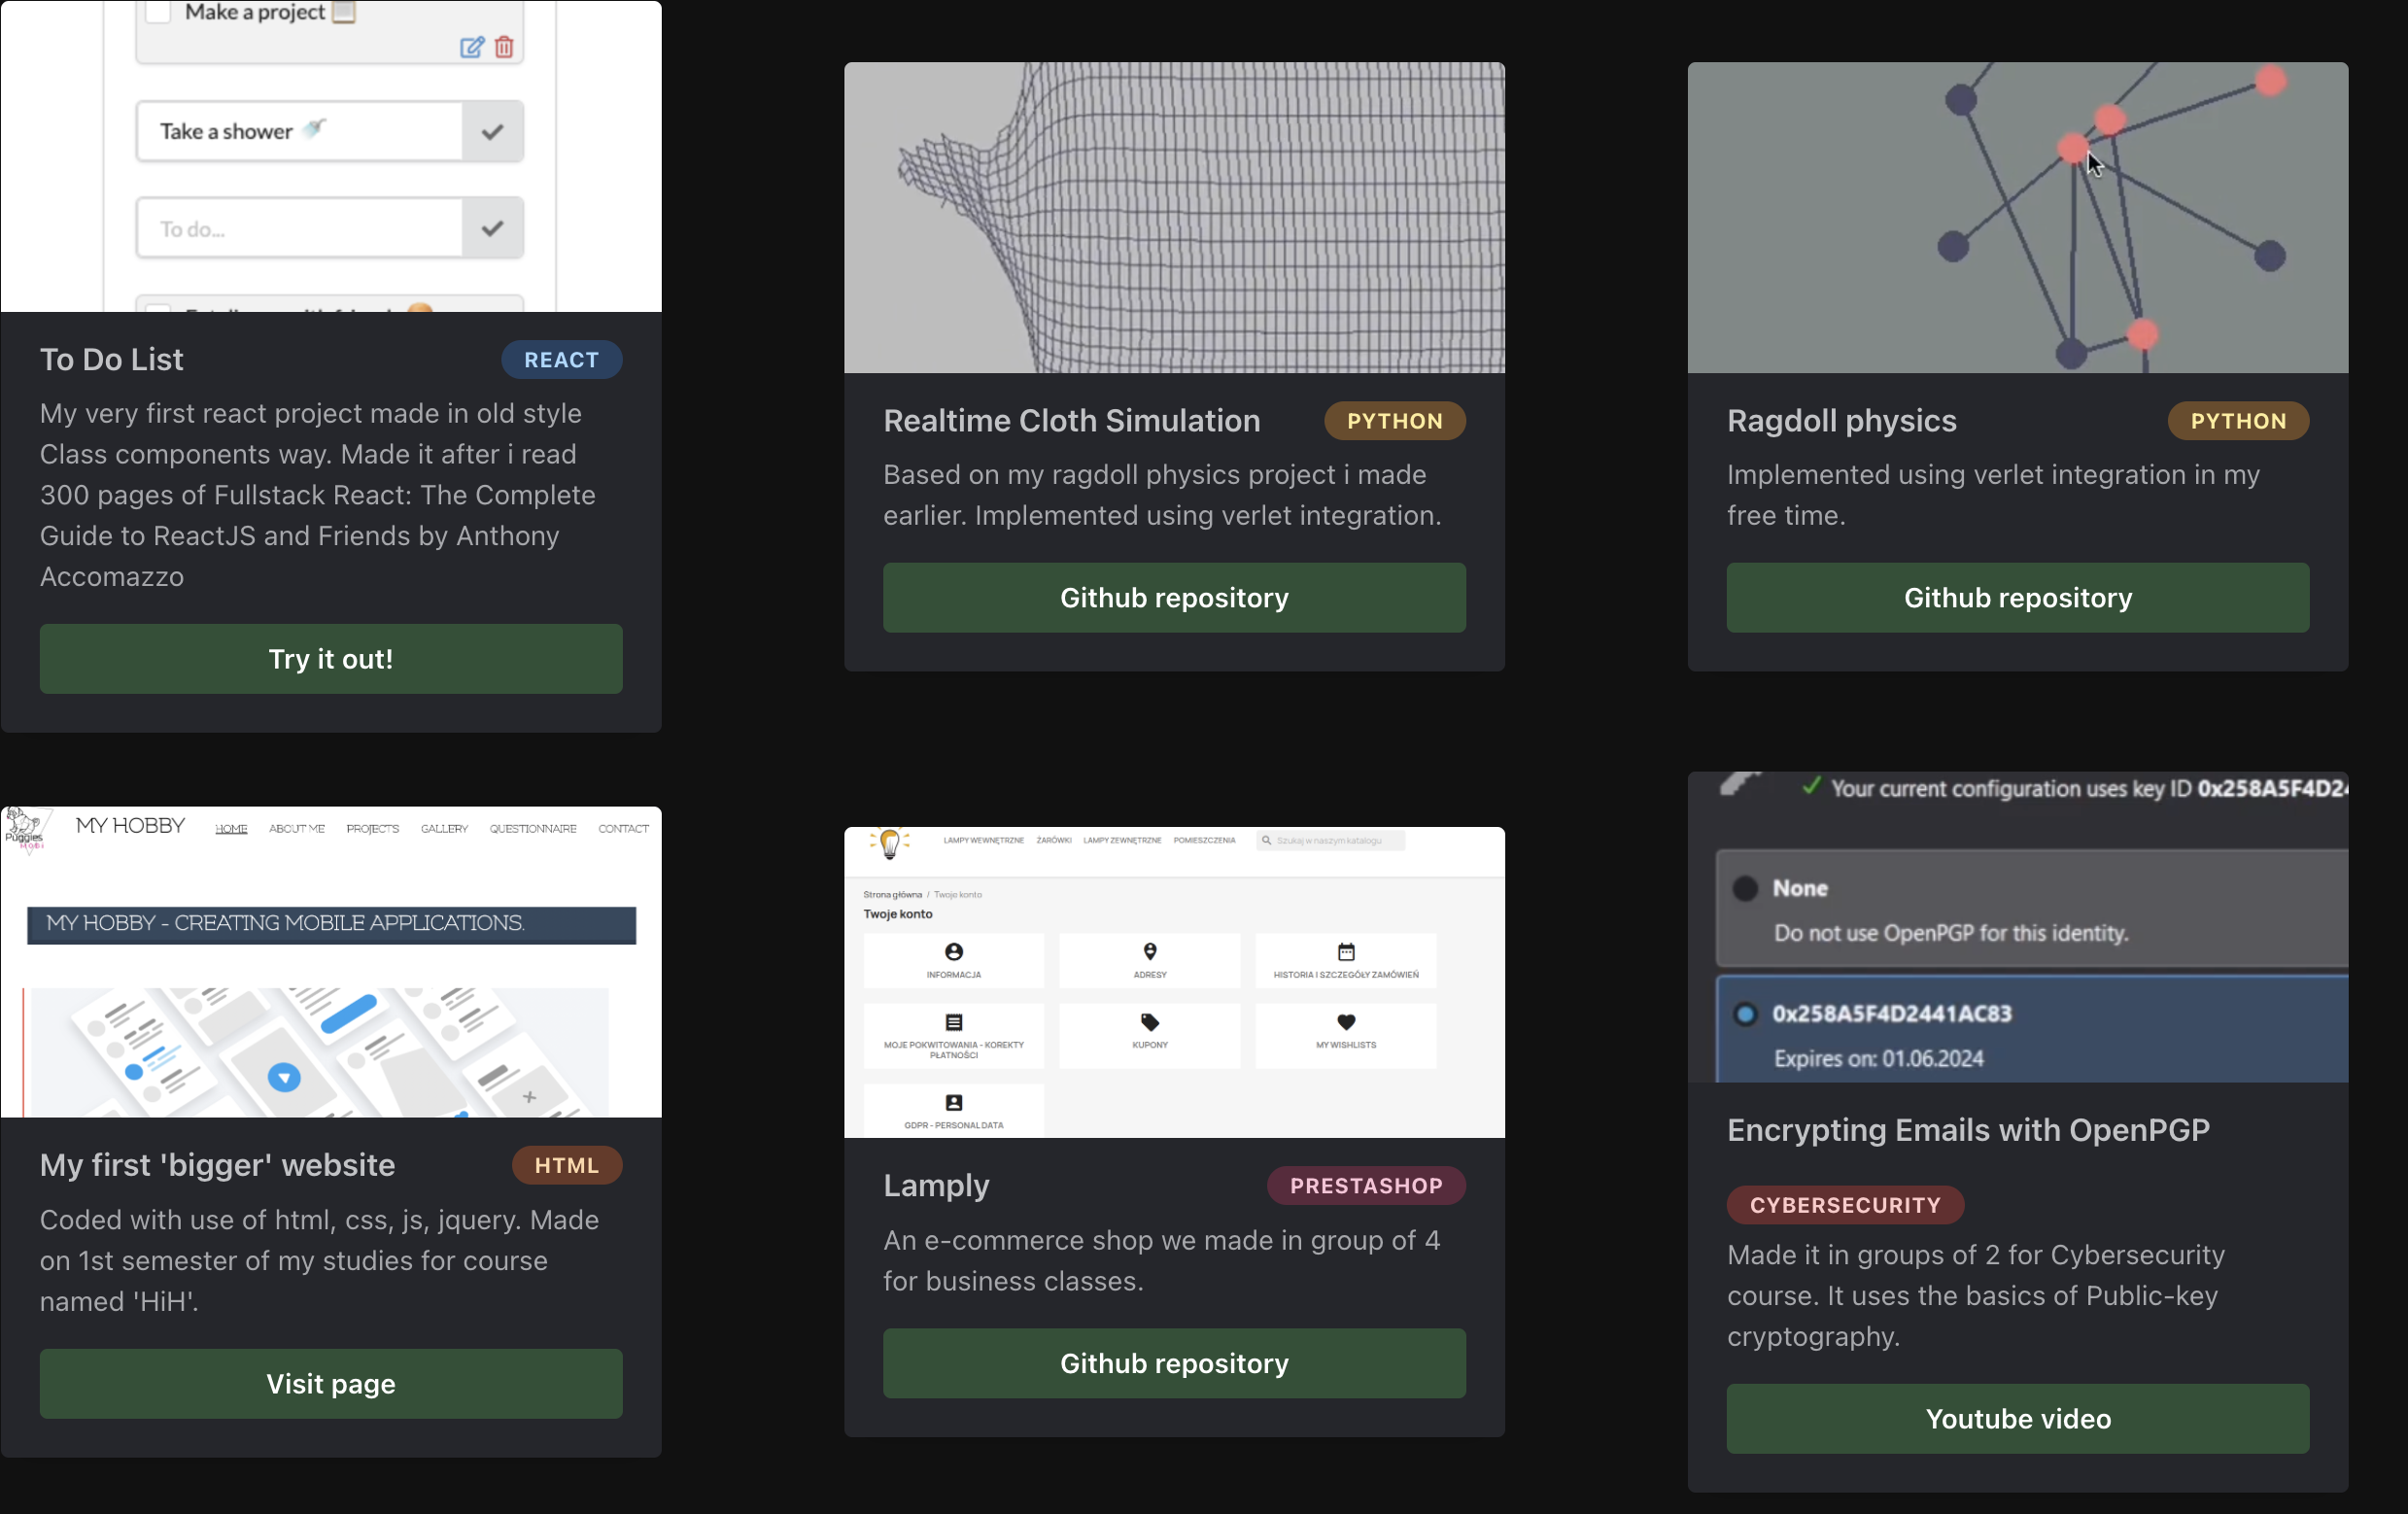 Make a project
Take a shower
To do...
To Do List
REACT
My very first react project made in old style
Class components way. Made it after i read
300 pages of Fullstack React: The Complete
Guide to ReactJS and Friends by Anthony
Accomazzo
Try it out!
Realtime Cloth Simulation
PYTHON
Based on my ragdoll physics project i made
earlier. Implemented using verlet integration.
Github repository
Ragdoll physics
PYTHON
Implemented using verlet integration in my
free time.
Github repository
Puggies
Mobi
MY HOBBY
HOME
ABOUT ME
PROJECTS
GALLERY
QUESTIONNAIRE
CONTACT
MY HOBBY - CREATING MOBILE APPLICATIONS.
My first 'bigger' website
HTML
Coded with use of html, css, js, jquery. Made
on 1st semester of my studies for course
named 'HiH'.
Visit page
LAMPY WEWNĘTRZNE
ŻARÓWKI
LAMPY ZEWNĘTRZNE
POMIESZCZENIA
Szukaj w naszym katalogu
Strona główna / Twoje konto
Twoje konto
INFORMACJA
ADRESY
HISTORIA I SZCZEGÓŁY ZAMÓWIEŃ
MOJE POKWITOWANIA - KOREKTY
PŁATNOŚCI
KUPONY
MY WISHLISTS
GDPR - PERSONAL DATA
Lamply
PRESTASHOP
An e-commerce shop we made in group of 4
for business classes.
Github repository
Your current configuration uses key ID 0x258A5F4D24
None
Do not use OpenPGP for this identity.
0x258A5F4D2441AC83
Expires on: 01.06.2024
Encrypting Emails with OpenPGP
CYBERSECURITY
Made it in groups of 2 for Cybersecurity
course. It uses the basics of Public-key
cryptography.
Youtube video